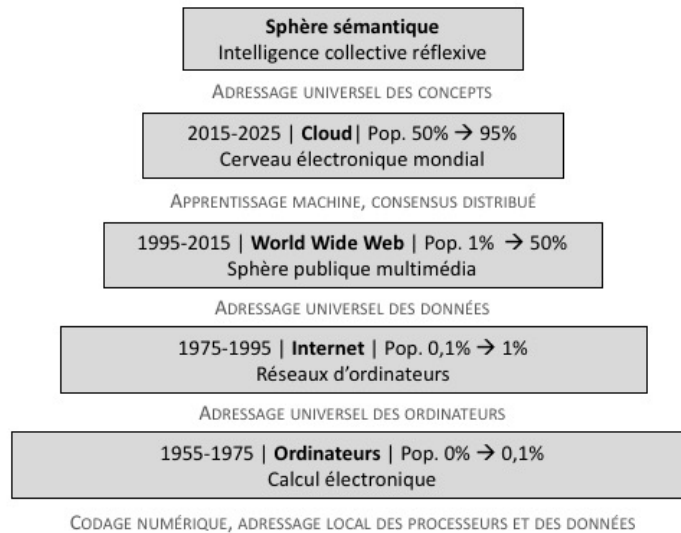 Sphère sémantique
Intelligence collective réflexive
ADRESSAGE UNIVERSEL DES CONCEPTS
2015-2025 | Cloud| Pop. 50% → 95%
Cerveau électronique mondial
APPRENTISSAGE MACHINE, CONSENSUS DISTRIBUÉ
1995-2015 | World Wide Web | Pop. 1% → 50%
Sphère publique multimédia
ADRESSAGE UNIVERSEL DES DONNÉES
1975-1995 | Internet | Pop. 0,1% → 1%
Réseaux d'ordinateurs
ADRESSAGE UNIVERSEL DES ORDINATEURS
1955-1975 | Ordinateurs | Pop. 0% → 0,1%
Calcul électronique
CODAGE NUMÉRIQUE, ADRESSAGE LOCAL DES PROCESSEURS ET DES DONNÉES